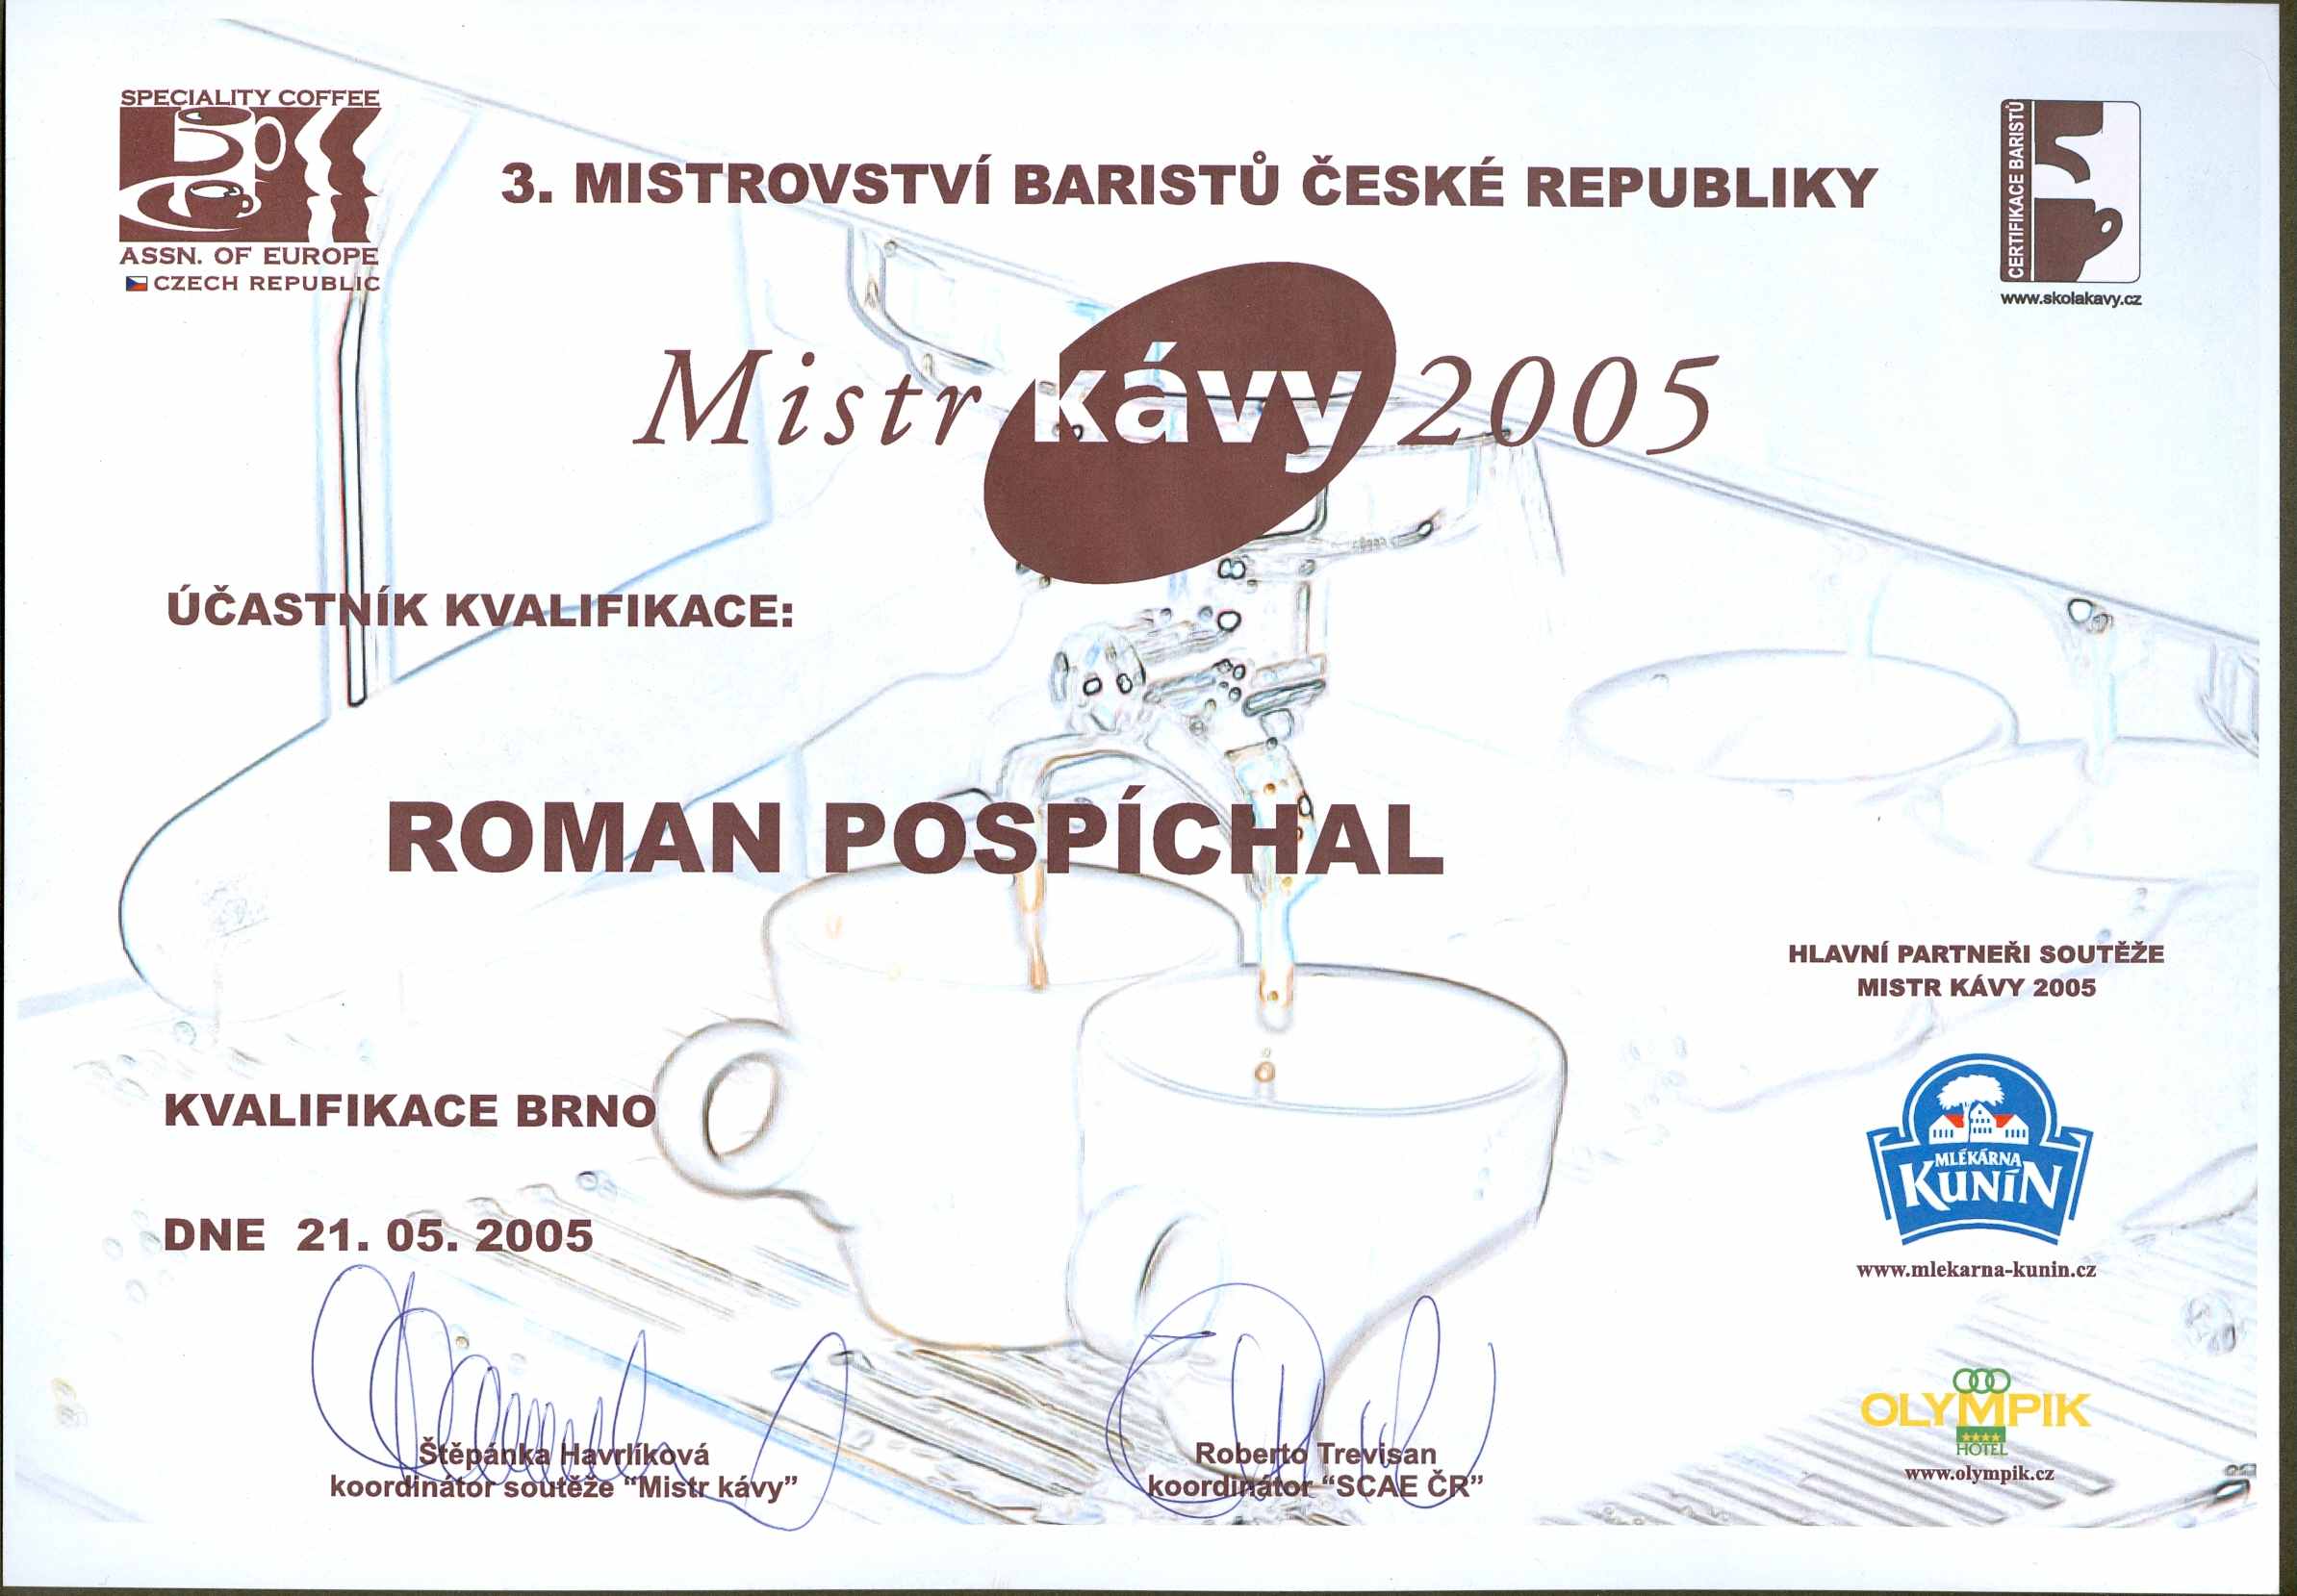 SPECIALITY COFFEE
ASSN. OF EUROPE
CZECH REPUBLIC
CERTIFIKACE BARISTŮ
www.skolakavy.cz
3. MISTROVSTVÍ BARISTŮ ČESKÉ REPUBLIKY
Mistr kávy 2005
ÚČASTNÍK KVALIFIKACE:
ROMAN POSPÍCHAL
HLAVNÍ PARTNEŘI SOUTĚŽE
MISTR KÁVY 2005
KVALIFIKACE BRNO
MLÉKÁRNA
KUNÍN
www.mlekarna-kunin.cz
DNE 21. 05. 2005
OLYMPIK
HOTEL
www.olympik.cz
Štěpánka Havrlíková
koordinátor soutěže “Mistr kávy”
Roberto Trevisan
koordinátor “SCAE ČR”